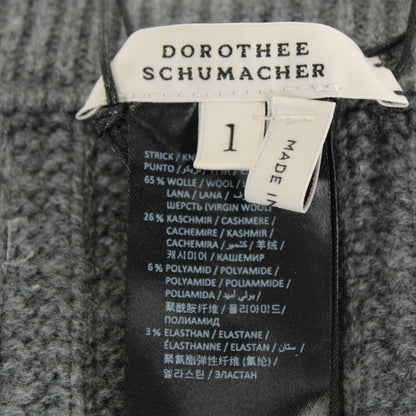 DOROTHEE
SCHUMACHER
1
MADE IN
STRICK / KN
PUNTO /
65 % WOLLE / WOOL /
LANA / LANA /
ШЕРСТЬ (VIRGIN WOOL)
26 % KASCHMIR / CASHMERE /
CACHEMIRE / KASHMIR /
CACHEMIRA / كشمير / 羊绒 /
캐시미어 / КАШЕМИР
6 % POLYAMID / POLYAMIDE /
POLYAMIDE / POLIAMMIDE /
POLIAMIDA / بولي أميد /
聚酰胺纤维 / 폴리아미드 /
ПОЛИАМИД
3 % ELASTHAN / ELASTANE /
ELASTHANNE / ELASTAN /
ELASTANO /
聚氨酯弹性纤维 (氨纶) /
엘라스틴 / ЭЛАСТАН